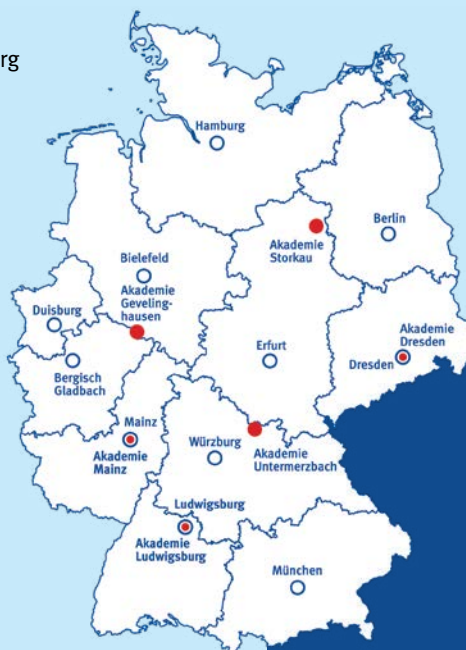 rg
Hamburg
Akademie
Storkau
Berlin
Bielefeld
Akademie
Geveling-
hausen
Duisburg
Bergisch
Gladbach
Erfurt
Akademie
Dresden
Dresden
Mainz
Akademie
Mainz
Würzburg
Akademie
Untermerzbach
Ludwigsburg
Akademie
Ludwigsburg
München